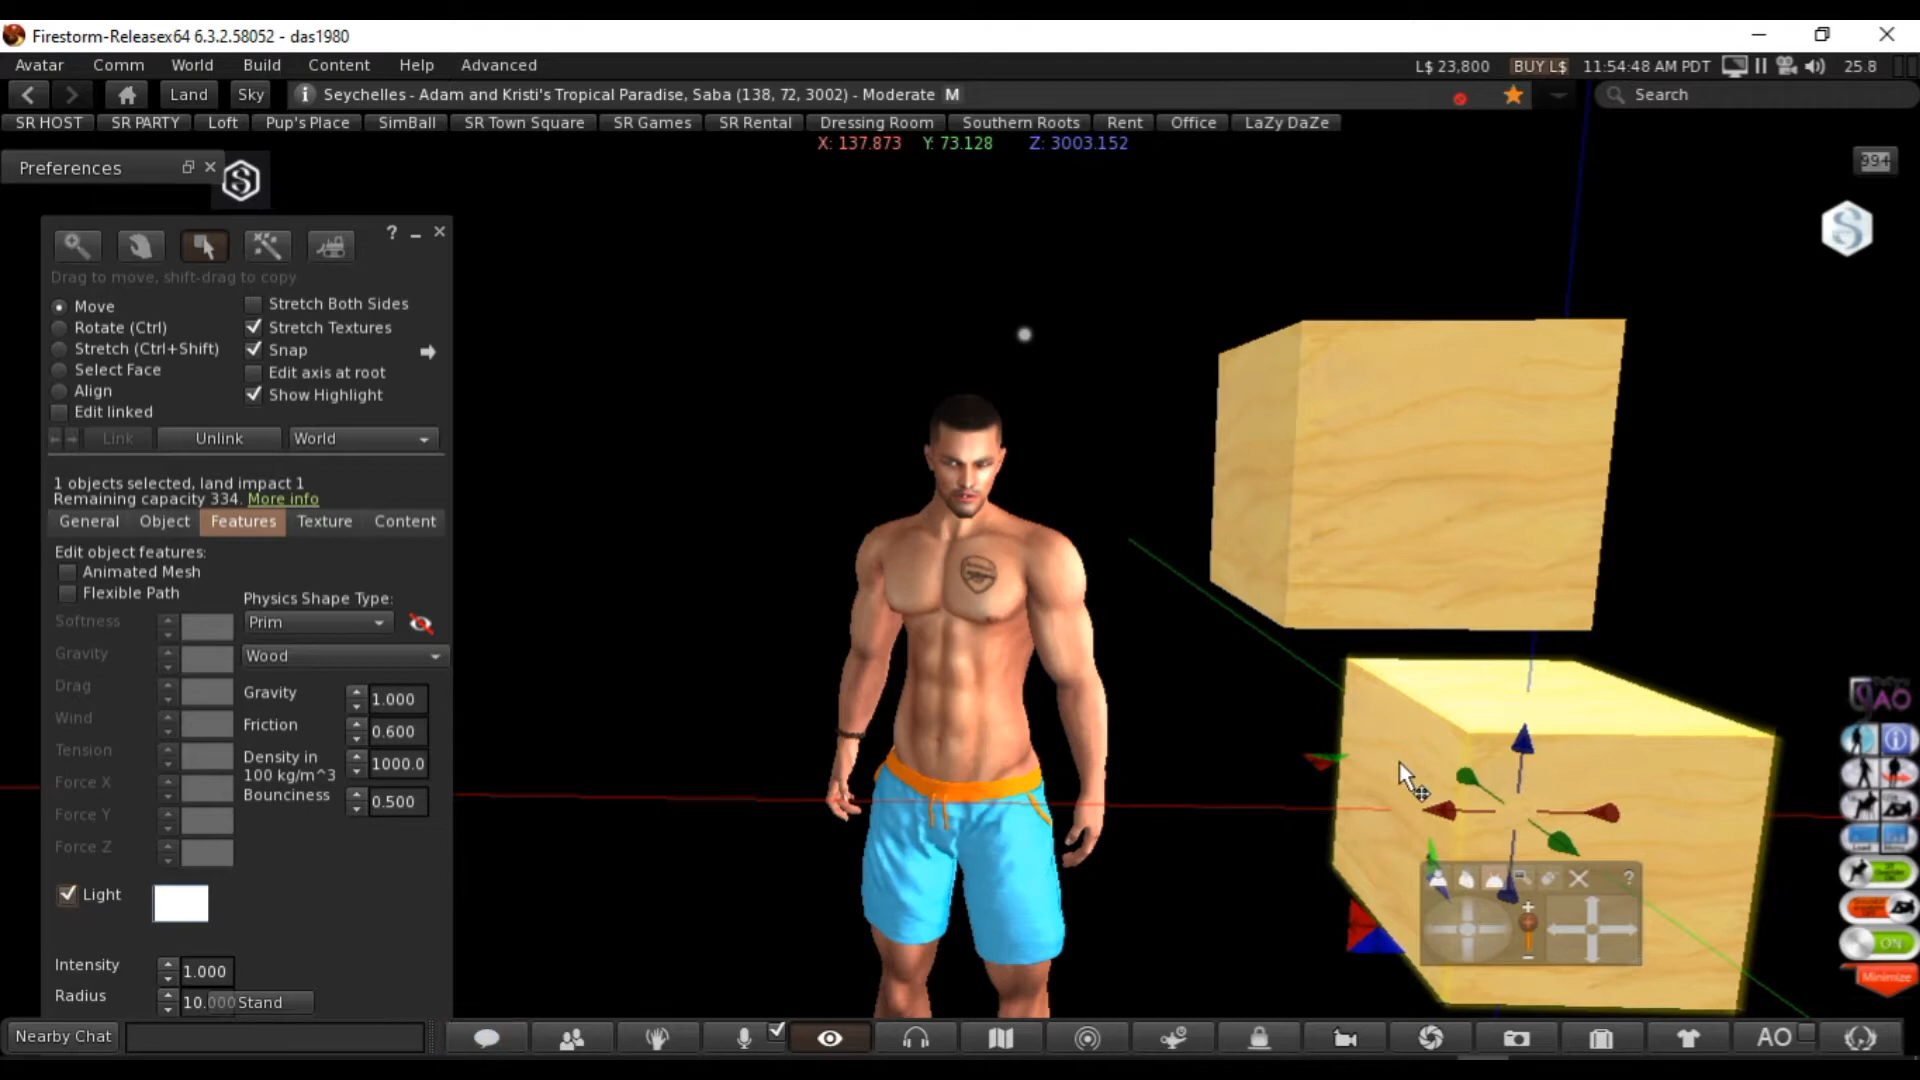 Firestorm-Releasex64 6.3.2.58052 - das1980
Avatar Comm World Build Content Help Advanced L$ 23,800 BUY L$ 11:54:48 AM PDT 25.8
Land Sky Seychelles - Adam and Kristi's Tropical Paradise, Saba (138, 72, 3002) - Moderate M Search
SR HOST SR PARTY Loft Pup's Place SimBall SR Town Square SR Games SR Rental Dressing Room Southern Roots Rent Office LaZy DaZe
X: 137.873 Y: 73.128 Z: 3003.152
Preferences
994
?
Drag to move, shift-drag to copy
Move Stretch Both Sides
Rotate (Ctrl) Stretch Textures
Stretch (Ctrl+Shift) Snap
Select Face Edit axis at root
Align Show Highlight
Edit linked
Link Unlink World
1 objects selected, land impact 1
Remaining capacity 334. More info
General Object Features Texture Content
Edit object features:
Animated Mesh
Flexible Path Physics Shape Type:
Softness Prim
Gravity Wood
Drag Gravity 1.000
Wind Friction 0.600
Tension Density in 100 kg/m^3 1000.0
Force X Bounciness 0.500
Force Y
Force Z
Light
Intensity 1.000
Radius 10.000 Stand
?
AO
ON
Minimize
Nearby Chat AO